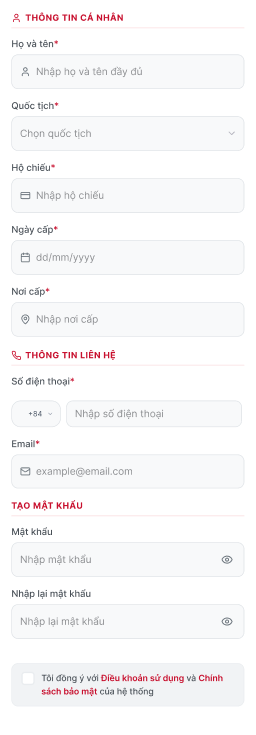 THÔNG TIN CÁ NHÂN
Họ và tên*
Nhập họ và tên đầy đủ
Quốc tịch*
Chọn quốc tịch
Hộ chiếu*
Nhập hộ chiếu
Ngày cấp*
dd/mm/yyyy
Nơi cấp*
Nhập nơi cấp
THÔNG TIN LIÊN HỆ
Số điện thoại*
+84 Nhập số điện thoại
Email*
example@email.com
TẠO MẬT KHẨU
Mật khẩu
Nhập mật khẩu
Nhập lại mật khẩu
Nhập lại mật khẩu
Tôi đồng ý với Điều khoản sử dụng và Chính
sách bảo mật của hệ thống